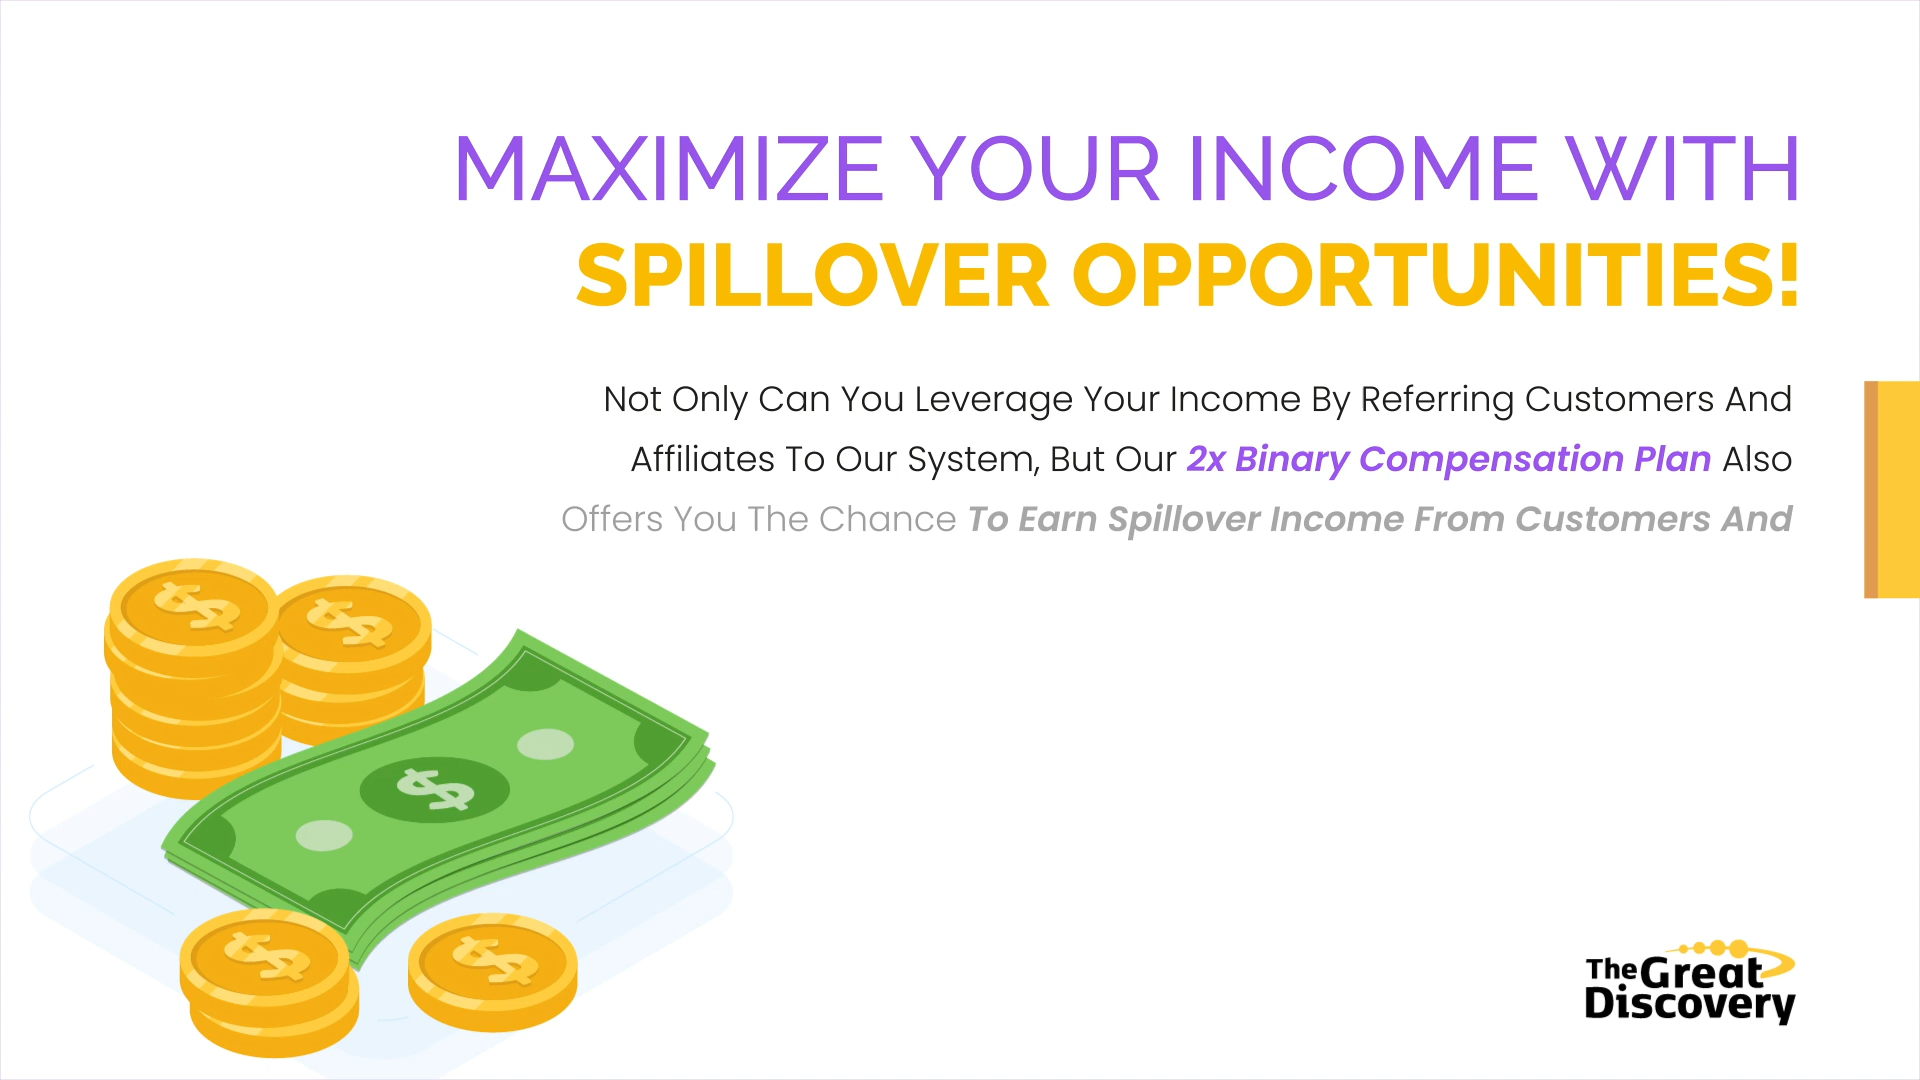 MAXIMIZE YOUR INCOME WITH
SPILLOVER OPPORTUNITIES!
Not Only Can You Leverage Your Income By Referring Customers And
Affiliates To Our System, But Our 2x Binary Compensation Plan Also
Offers You The Chance To Earn Spillover Income From Customers And
The Great
Discovery